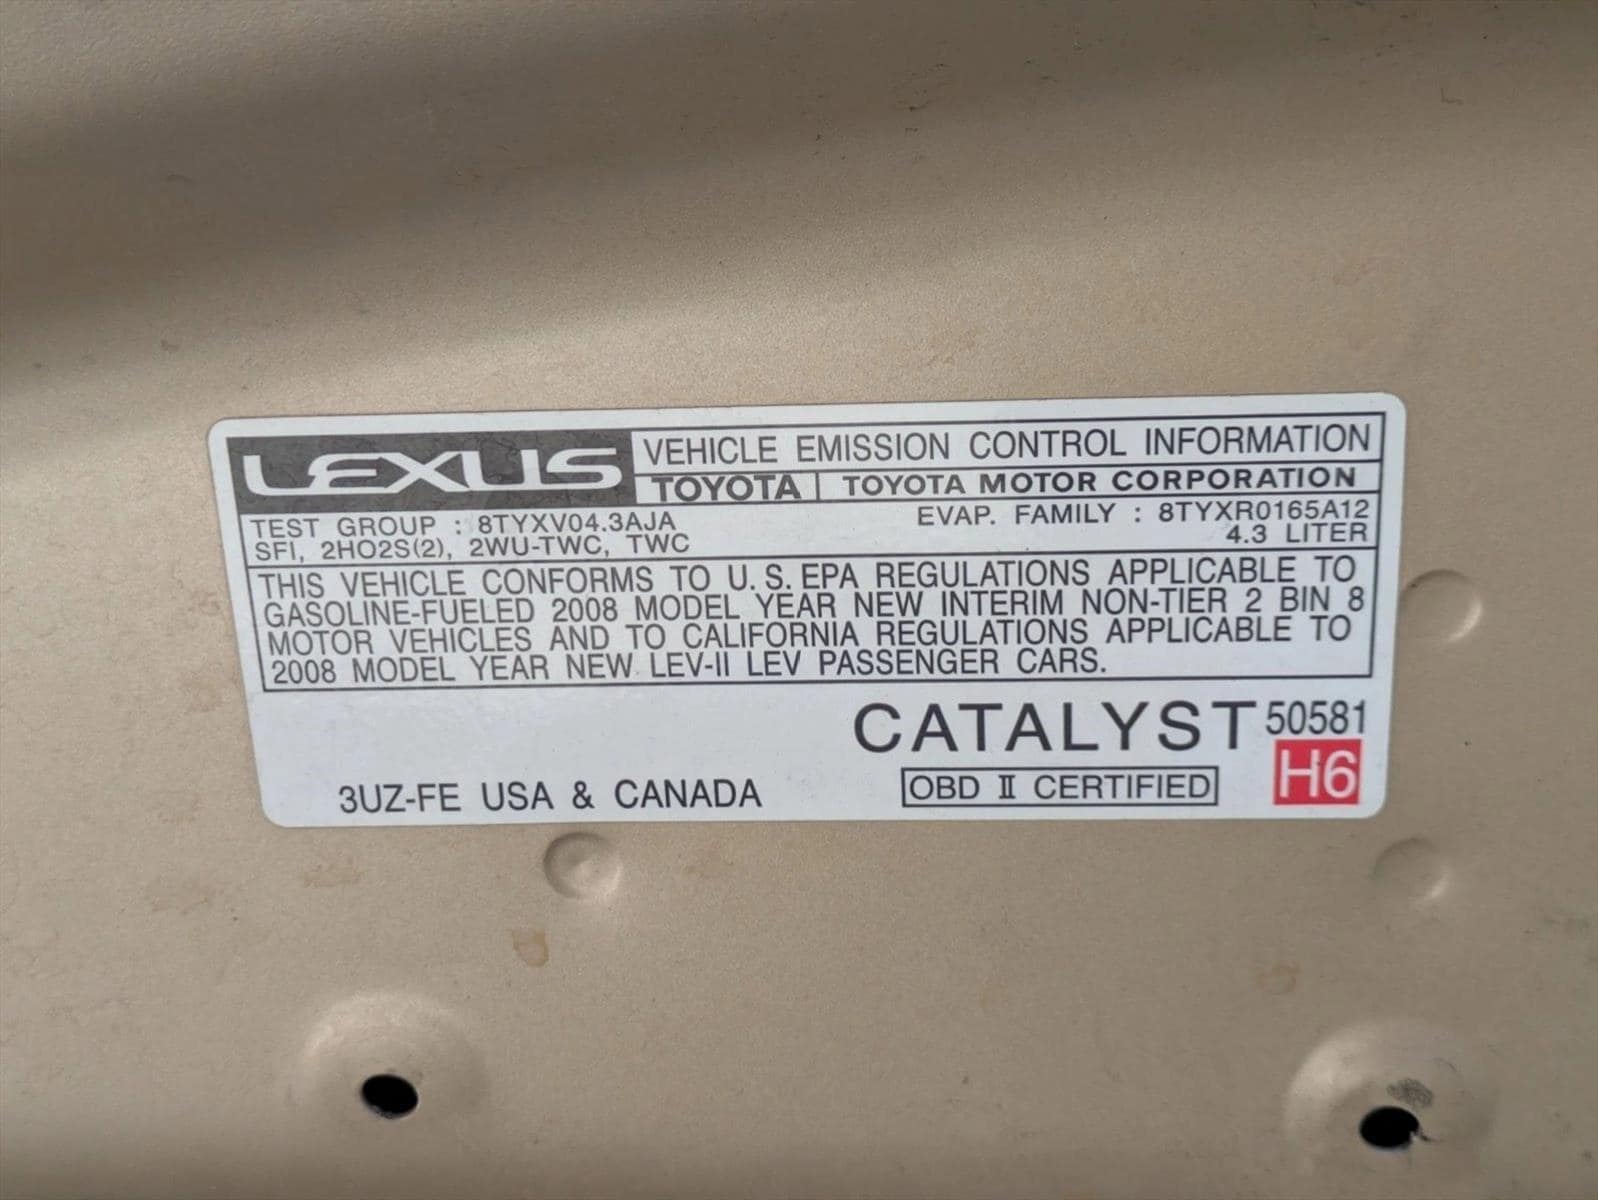 LEXUS VEHICLE EMISSION CONTROL INFORMATION
TOYOTA | TOYOTA MOTOR CORPORATION
TEST GROUP : 8TYXV04.3AJA EVAP. FAMILY : 8TYXR0165A12
SFI, 2HO2S(2), 2WU-TWC, TWC 4.3 LITER
THIS VEHICLE CONFORMS TO U.S. EPA REGULATIONS APPLICABLE TO
GASOLINE-FUELED 2008 MODEL YEAR NEW INTERIM NON-TIER 2 BIN 8
MOTOR VEHICLES AND TO CALIFORNIA REGULATIONS APPLICABLE TO
2008 MODEL YEAR NEW LEV-II LEV PASSENGER CARS.
CATALYST 50581
3UZ-FE USA & CANADA OBD II CERTIFIED H6